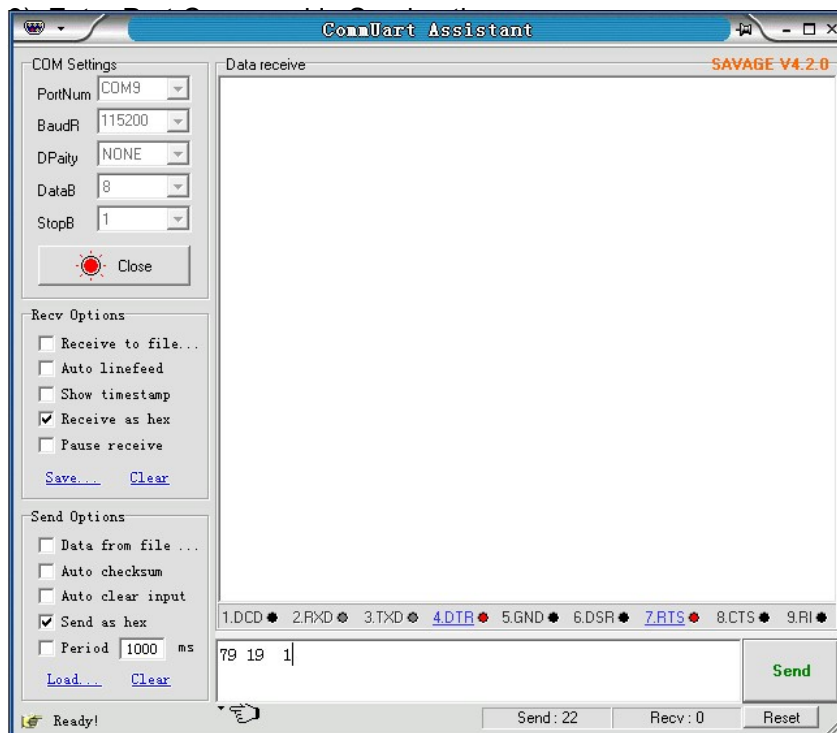 CommUart Assistant
COM Settings
PortNum COM9
BaudR 115200
DPaity NONE
DataB 8
StopB 1
Close
Recv Options
Receive to file...
Auto linefeed
Show timestamp
Receive as hex
Pause receive
Save... Clear
Send Options
Data from file ...
Auto checksum
Auto clear input
Send as hex
Period 1000 ms
Load... Clear
Ready!
Data receive SAVAGE V4.2.0
1.DCD 2.RXD 3.TXD 4.DTR 5.GND 6.DSR 7.RTS 8.CTS 9.RI
79 19 1
Send
Send : 22 Recv : 0 Reset